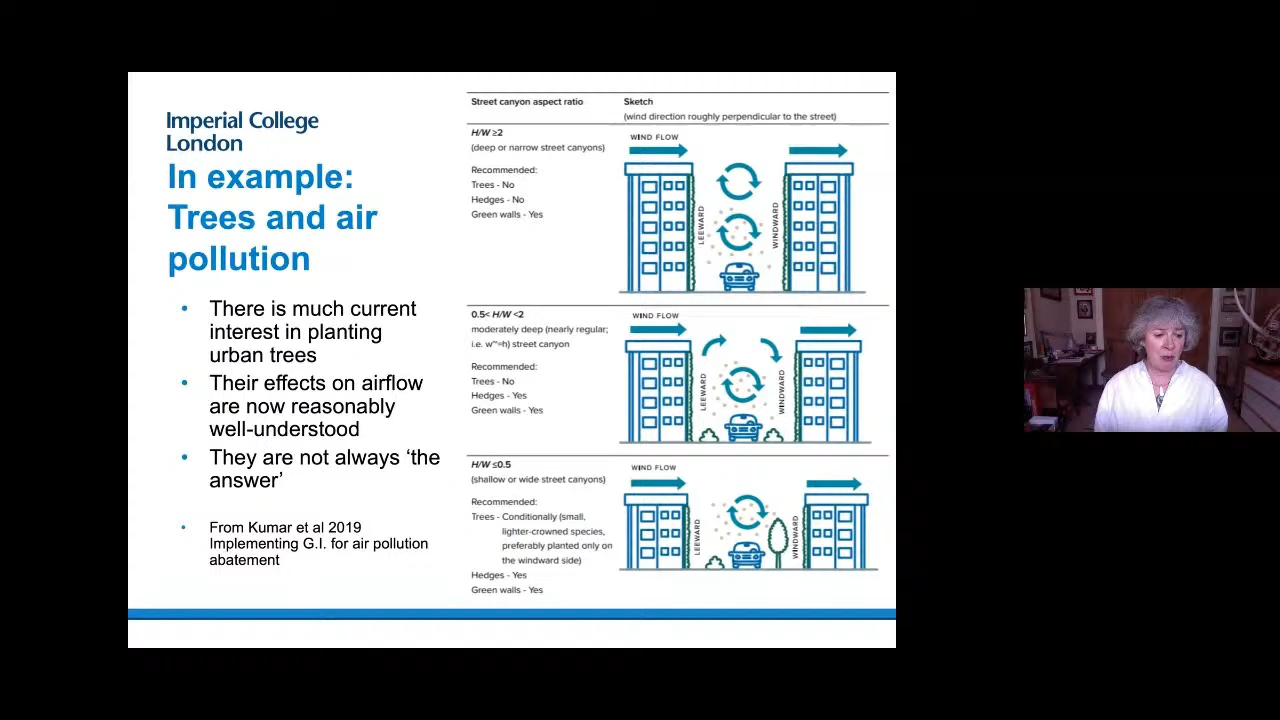 Imperial College
London
In example:
Trees and air
pollution
• There is much current
interest in planting
urban trees
• Their effects on airflow
are now reasonably
well-understood
• They are not always ‘the
answer’
• From Kumar et al 2019
Implementing G.I. for air pollution
abatement
Street canyon aspect ratio
Sketch
(wind direction roughly perpendicular to the street)
H/W ≥2
(deep or narrow street canyons)
Recommended:
Trees - No
Hedges - No
Green walls - Yes
WIND FLOW
LEEWARD
WINDWARD
0.5< H/W <2
moderately deep (nearly regular;
i.e. w~=h) street canyon
Recommended:
Trees - No
Hedges - Yes
Green walls - Yes
WIND FLOW
LEEWARD
WINDWARD
H/W ≤0.5
(shallow or wide street canyons)
Recommended:
Trees - Conditionally (small,
lighter-crowned species,
preferably planted only on
the windward side)
Hedges - Yes
Green walls - Yes
WIND FLOW
LEEWARD
WINDWARD